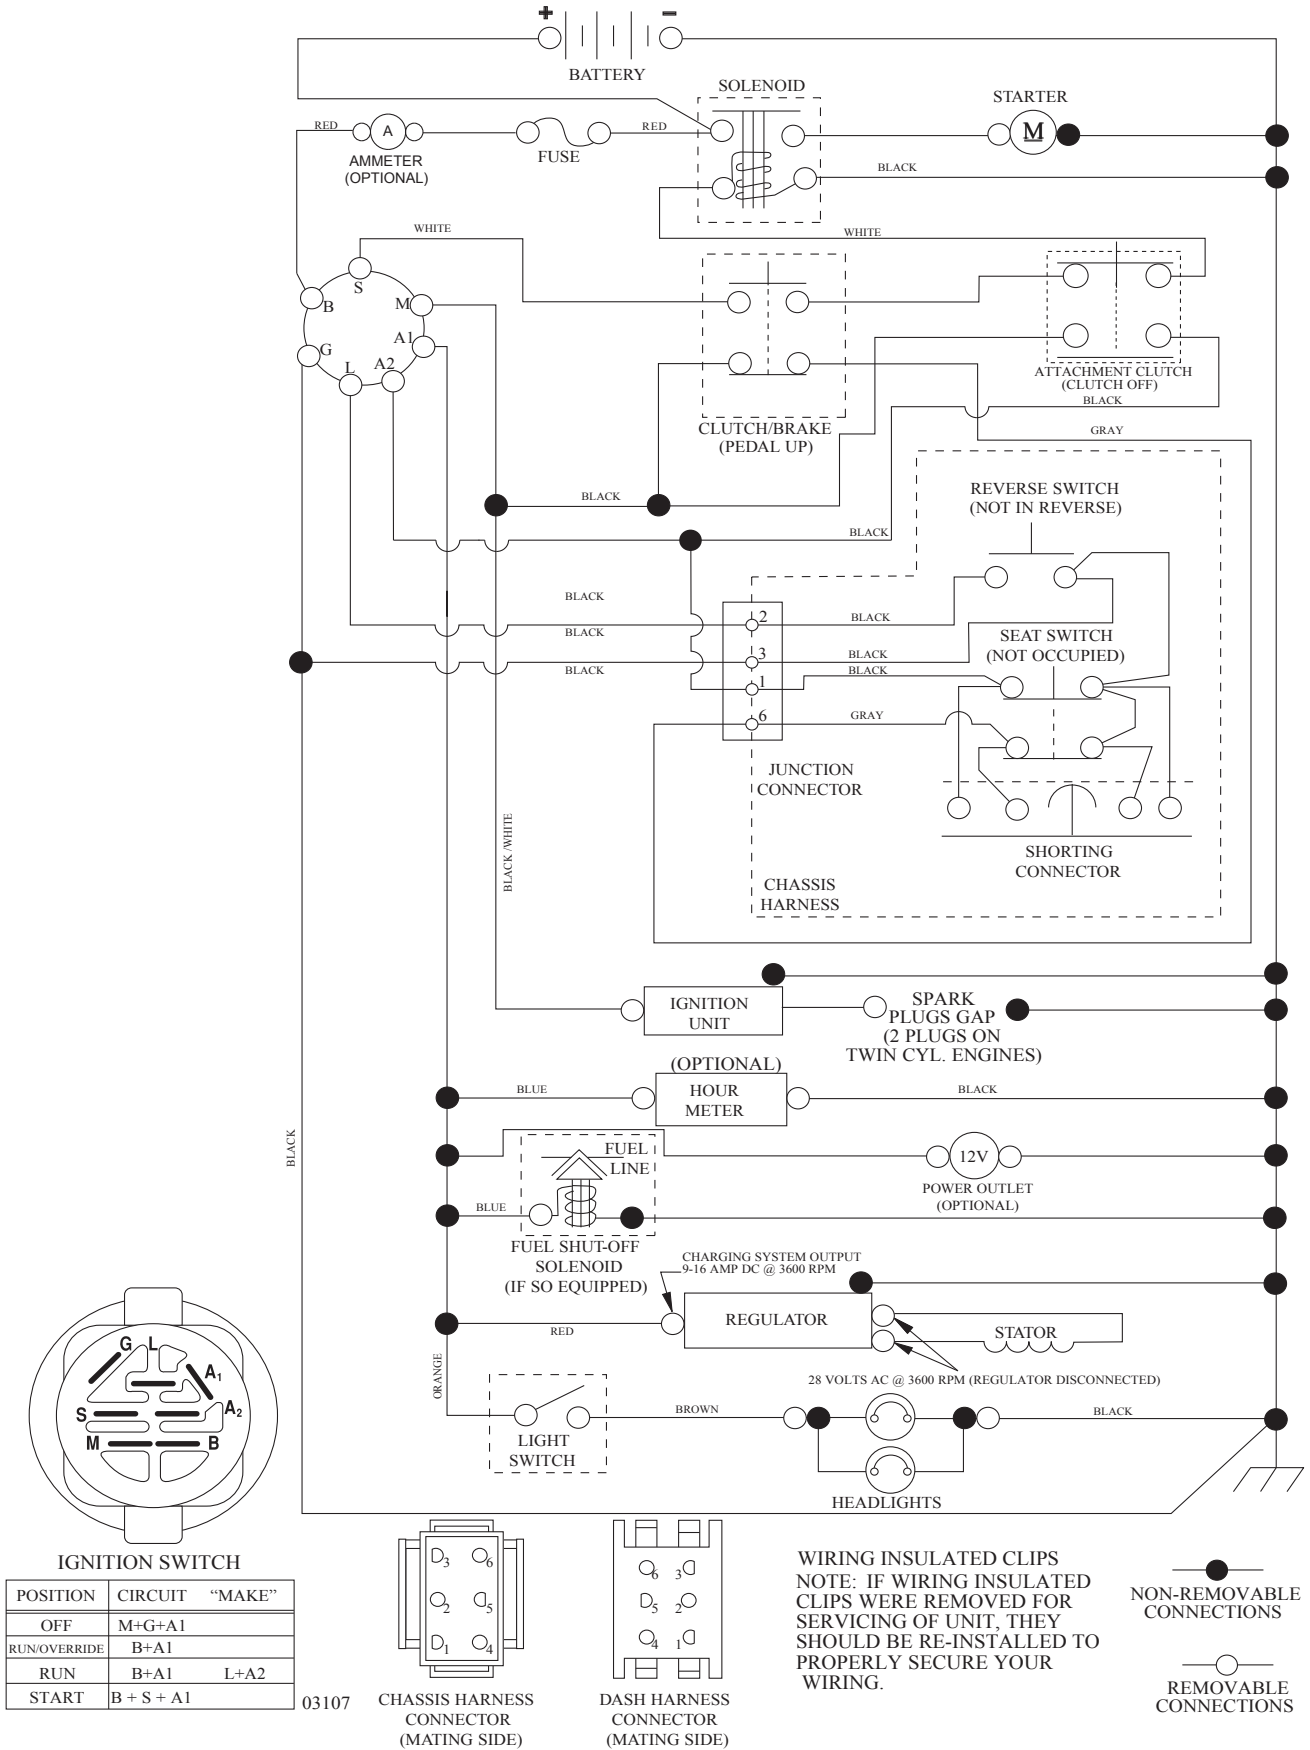 + −
BATTERY
SOLENOID
STARTER
RED
A
RED
M
AMMETER
(OPTIONAL)
FUSE
BLACK
WHITE
WHITE
S
B
M
A1
G
L
A2
ATTACHMENT CLUTCH
(CLUTCH OFF)
BLACK
CLUTCH/BRAKE
(PEDAL UP)
GRAY
REVERSE SWITCH
(NOT IN REVERSE)
BLACK
BLACK
BLACK
2
BLACK
BLACK
SEAT SWITCH
(NOT OCCUPIED)
3
BLACK
BLACK
BLACK
1
6
GRAY
JUNCTION
CONNECTOR
BLACK /WHITE
SHORTING
CONNECTOR
CHASSIS
HARNESS
IGNITION
UNIT
SPARK
PLUGS GAP
(2 PLUGS ON
TWIN CYL. ENGINES)
(OPTIONAL)
BLUE
HOUR
METER
BLACK
BLACK
FUEL
LINE
12V
POWER OUTLET
(OPTIONAL)
BLUE
FUEL SHUT-OFF
SOLENOID
(IF SO EQUIPPED)
CHARGING SYSTEM OUTPUT
9-16 AMP DC @ 3600 RPM
REGULATOR
RED
STATOR
ORANGE
28 VOLTS AC @ 3600 RPM (REGULATOR DISCONNECTED)
BROWN
BLACK
LIGHT
SWITCH
HEADLIGHTS
G L
A1
S
A2
M
B
IGNITION SWITCH
POSITION CIRCUIT “MAKE”
OFF M+G+A1
RUN/OVERRIDE B+A1
RUN B+A1 L+A2
START B + S + A1
03107
3 6
2 5
1 4
CHASSIS HARNESS
CONNECTOR
(MATING SIDE)
6 3
5 2
4 1
DASH HARNESS
CONNECTOR
(MATING SIDE)
WIRING INSULATED CLIPS
NOTE: IF WIRING INSULATED
CLIPS WERE REMOVED FOR
SERVICING OF UNIT, THEY
SHOULD BE RE-INSTALLED TO
PROPERLY SECURE YOUR
WIRING.
NON-REMOVABLE
CONNECTIONS
REMOVABLE
CONNECTIONS